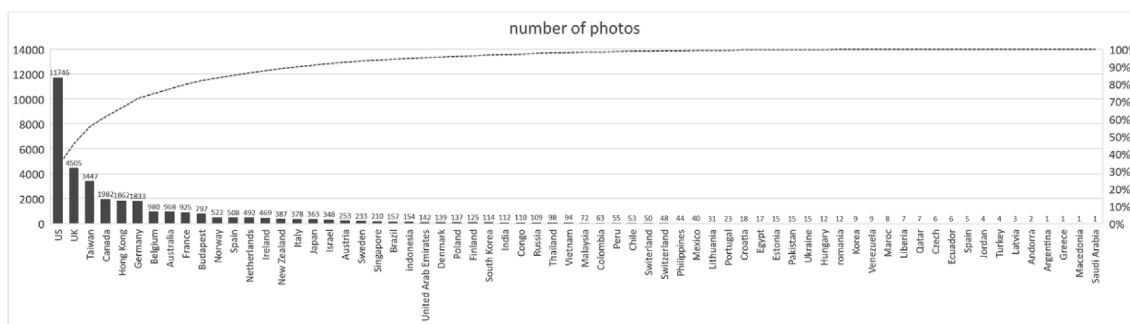 number of photos
14000
12000
10000
8000
6000
4000
2000
0
100%
90%
80%
70%
60%
50%
40%
30%
20%
10%
0%
11746
4505
3447
1982
1862
1833
980
968
925
797
522
508
492
469
387
378
363
348
253
233
210
157
154
142
139
137
125
114
112
110
109
98
94
72
63
55
53
50
48
44
40
31
23
18
17
15
15
15
12
12
9
9
8
7
7
6
6
5
4
4
3
2
1
1
1
1
US
UK
Taiwan
Canada
Hong Kong
Germany
Belgium
Australia
France
Budapest
Norway
Spain
Netherlands
Ireland
New Zealand
Italy
Japan
Israel
Austria
Sweden
Singapore
Brazil
indonesia
United Arab Emirates
Denmark
Poland
Finland
South Korea
India
Congo
Russia
Thailand
Vietnam
Malaysia
Colombia
Peru
Chile
Switerland
Switzerland
Philippines
Mexico
Lithuania
Portugal
Croatia
Egypt
Estonia
Pakistan
Ukraine
Hungary
romania
Korea
Venezuela
Maroc
Liberia
Qatar
Czech
Ecuador
Spain
Jordan
Turkey
Latvia
Andorra
Argentina
Greece
Macedonia
Saudi Arabia